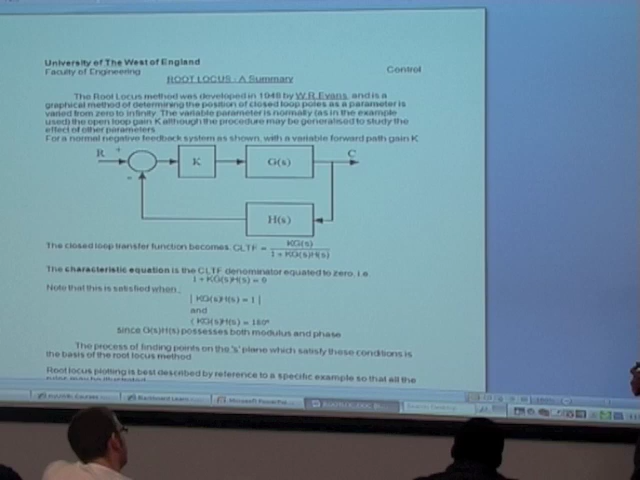 University of The West of England
Faculty of Engineering
Control
ROOT LOCUS - A Summary
The Root Locus method was developed in 1948 by W.R.Evans, and is a
graphical method of determining the position of closed loop poles as a parameter is
varied from zero to infinity. The variable parameter is normally (as in the example
used) the open loop gain K although the procedure may be generalised to study the
effect of other parameters.
For a normal negative feedback system as shown, with a variable forward path gain K
R + K G(s) C
-
H(s)
The closed loop transfer function becomes CLTF = KG(s)
1 + KG(s)H(s)
The characteristic equation is the CLTF denominator equated to zero, i.e.
1 + KG(s)H(s) = 0
Note that this is satisfied when
| KG(s)H(s) = 1 |
and
( KG(s)H(s) = 180º
since G(s)H(s) possesses both modulus and phase
The process of finding points on the 's' plane which satisfy these conditions is
the basis of the root locus method
Root locus plotting is best described by reference to a specific example so that all the
rules may be illustrated
Microsoft PowerPoi...